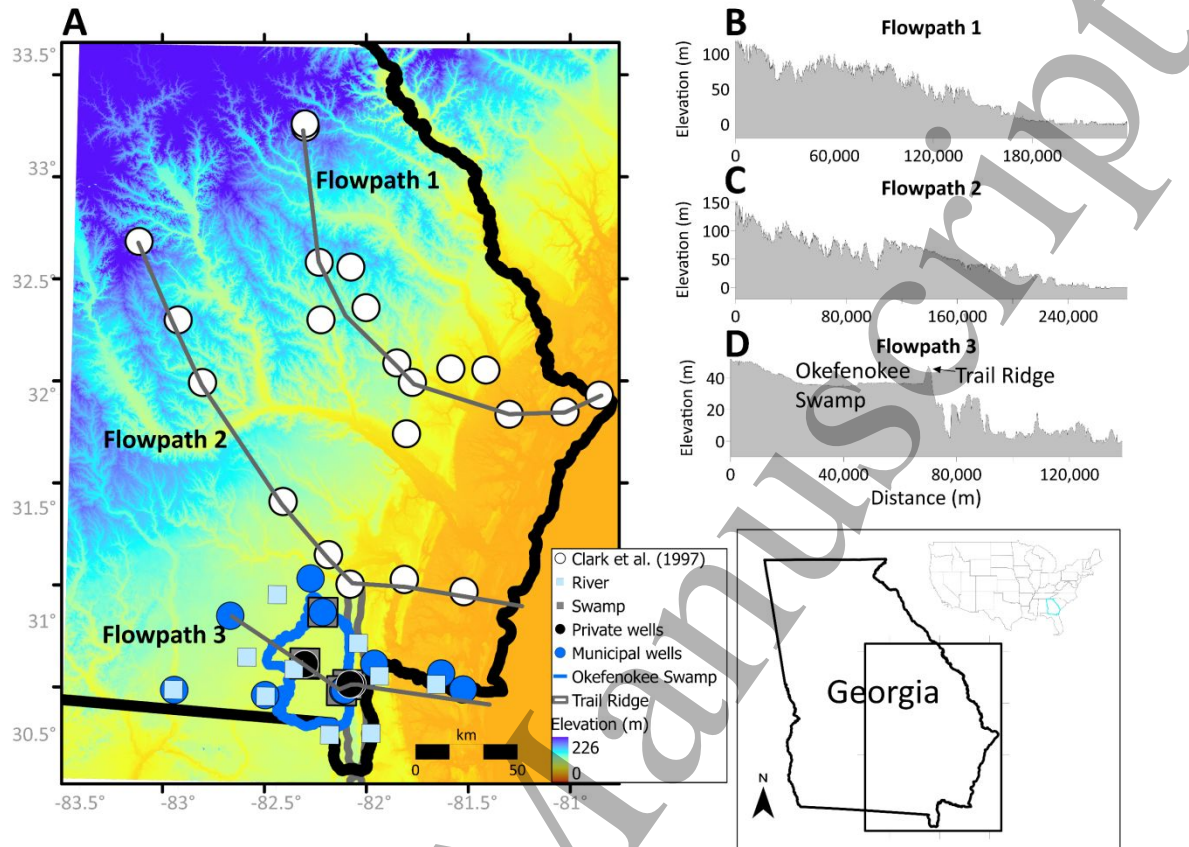 A
33.5°
33°
32.5°
32°
31.5°
31°
30.5°
-83.5°
-83°
-82.5°
-82°
-81.5°
-81°
Flowpath 1
Flowpath 2
Flowpath 3
Clark et al. (1997)
River
Swamp
Private wells
Municipal wells
Okefenokee Swamp
Trail Ridge
Elevation (m)
226
0
km
0
50
B
Flowpath 1
Elevation (m)
100
50
0
0
60,000
120,000
180,000
C
Flowpath 2
Elevation (m)
150
100
50
0
0
80,000
160,000
240,000
D
Flowpath 3
Okefenokee
Swamp
Trail Ridge
Elevation (m)
40
20
0
0
40,000
80,000
120,000
Distance (m)
Georgia
N
Manuscript